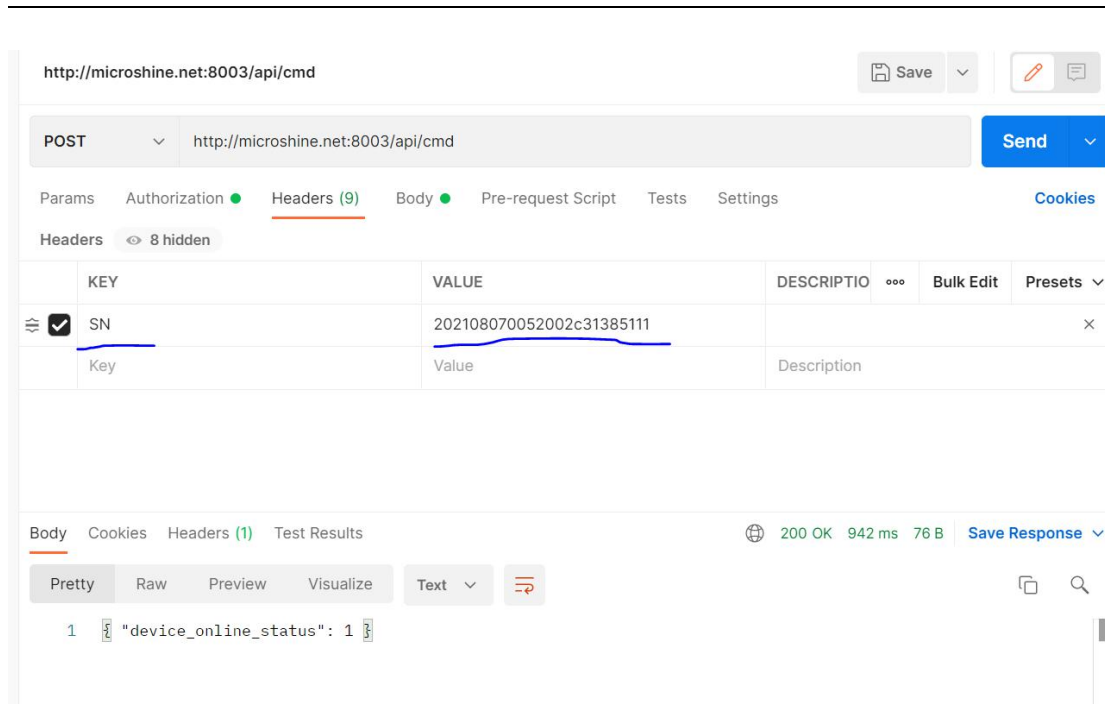 http://microshine.net:8003/api/cmd
Save
POST http://microshine.net:8003/api/cmd Send
Params Authorization Headers (9) Body Pre-request Script Tests Settings Cookies
Headers 8 hidden
KEY VALUE DESCRIPTIO Bulk Edit Presets
SN 202108070052002c31385111
Key Value Description
Body Cookies Headers (1) Test Results 200 OK 942 ms 76 B Save Response
Pretty Raw Preview Visualize Text
1 { "device_online_status": 1 }